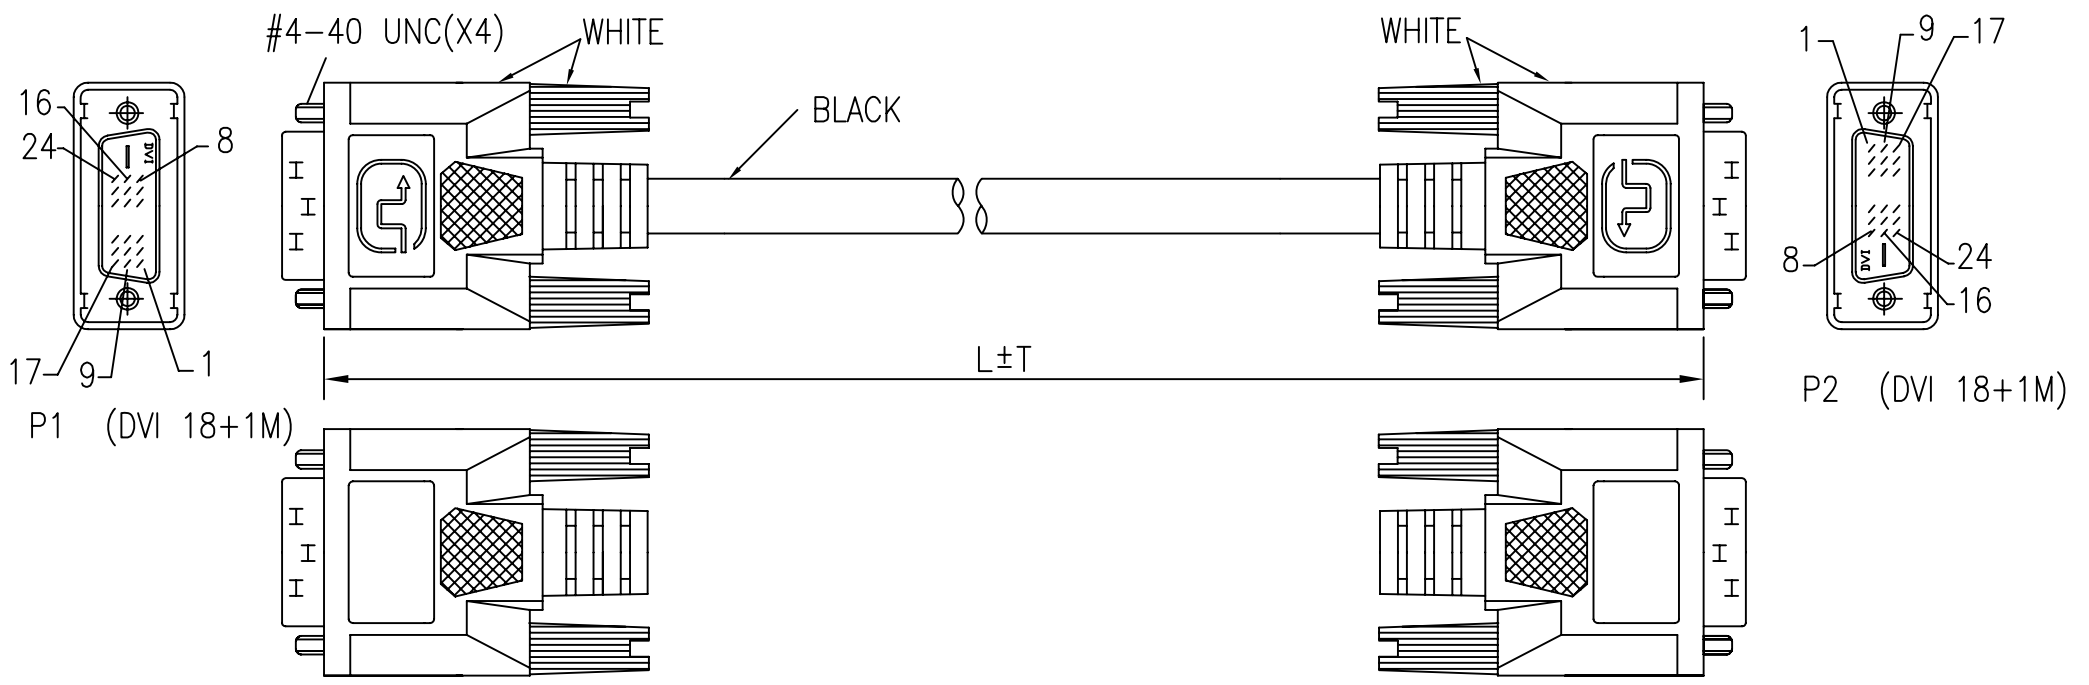 #4-40 UNC(X4)
WHITE
WHITE
BLACK
16
24
8
DVI
17
9
1
P1 (DVI 18+1M)
L±T
1
9
17
8
DVI
24
16
P2 (DVI 18+1M)